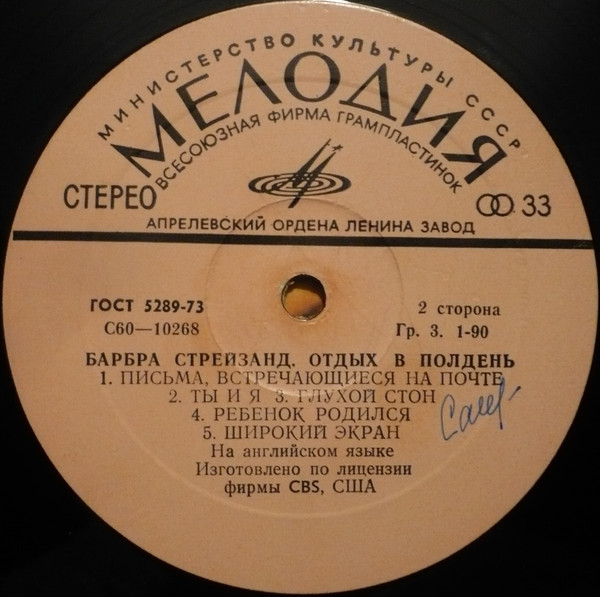 МИНИСТЕРСТВО КУЛЬТУРЫ СССР
МЕЛОДИЯ
ВСЕСОЮЗНАЯ ФИРМА ГРАМПЛАСТИНОК
СТЕРЕО
33
АПРЕЛЕВСКИЙ ОРДЕНА ЛЕНИНА ЗАВОД
ГОСТ 5289-73
2 сторона
С60—10268
Гр. 3. 1-90
БАРБРА СТРЕЙЗАНД. ОТДЫХ В ПОЛДЕНЬ
1. ПИСЬМА, ВСТРЕЧАЮЩИЕСЯ НА ПОЧТЕ
2. ТЫ И Я 3. ГЛУХОЙ СТОН
4. РЕБЕНОК РОДИЛСЯ
5. ШИРОКИЙ ЭКРАН
На английском языке
Изготовлено по лицензии
фирмы CBS, США